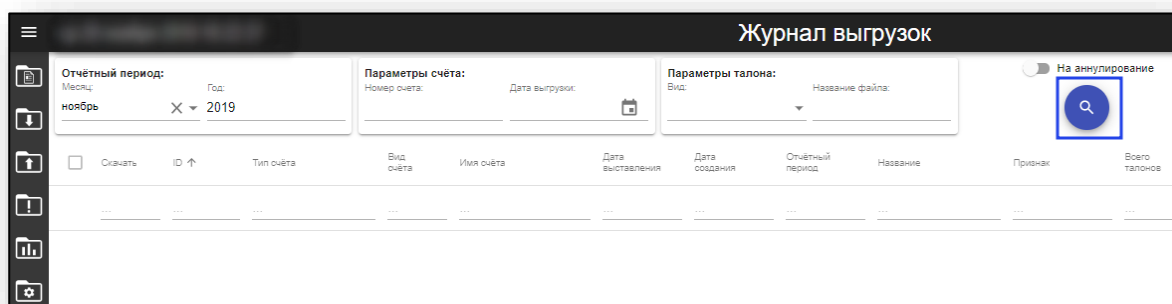 Журнал выгрузок
Отчётный период: Параметры счёта: Параметры талона: На аннулирование
Месяц: Год: Номер счета: Дата выгрузки: Вид: Название файла:
ноябрь 2019
Скачать ID Тип счёта Вид счёта Имя счёта Дата выставления Дата создания Отчётный период Название Признак Всего талонов
... ... ... ... ... ... ... ... ... ... ...